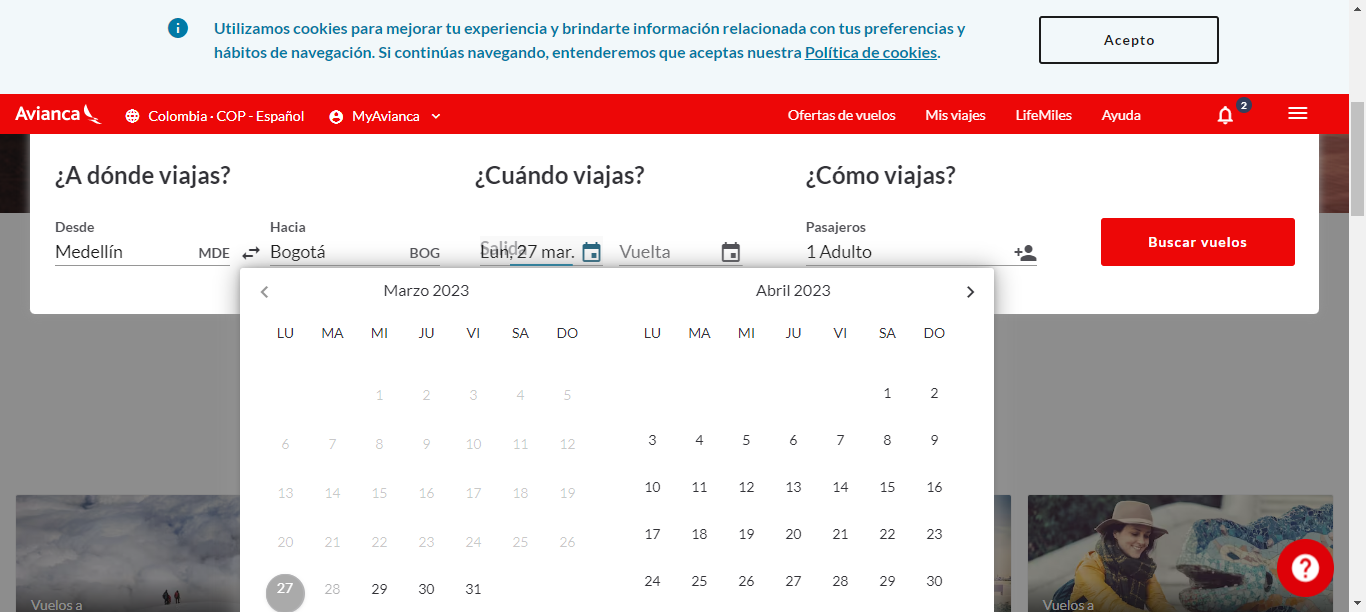 Utilizamos cookies para mejorar tu experiencia y brindarte información relacionada con tus preferencias y
hábitos de navegación. Si continúas navegando, entenderemos que aceptas nuestra Política de cookies.
Acepto
Avianca
Colombia · COP - Español
MyAvianca
Ofertas de vuelos
Mis viajes
LifeMiles
Ayuda
2
¿A dónde viajas?
¿Cuándo viajas?
¿Cómo viajas?
Desde
Hacia
Pasajeros
Medellín
MDE
Bogotá
BOG
Salida
Lun, 27 mar.
Vuelta
1 Adulto
Buscar vuelos
Marzo 2023
LU MA MI JU VI SA DO
1 2 3 4 5
6 7 8 9 10 11 12
13 14 15 16 17 18 19
20 21 22 23 24 25 26
27 28 29 30 31
Abril 2023
LU MA MI JU VI SA DO
1 2
3 4 5 6 7 8 9
10 11 12 13 14 15 16
17 18 19 20 21 22 23
24 25 26 27 28 29 30
Vuelos a
Vuelos a
?